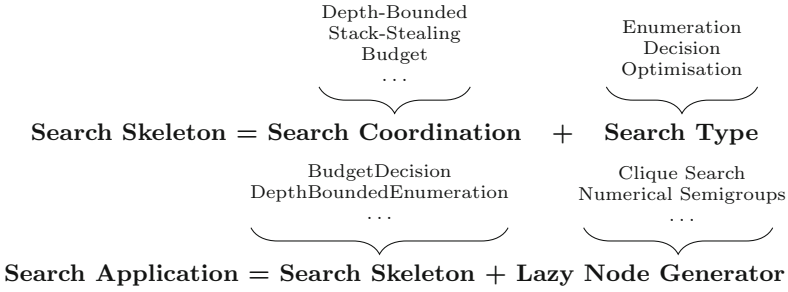 Depth-Bounded
Stack-Stealing
Budget
...
Enumeration
Decision
Optimisation
Search Skeleton = Search Coordination + Search Type
BudgetDecision
DepthBoundedEnumeration
...
Clique Search
Numerical Semigroups
...
Search Application = Search Skeleton + Lazy Node Generator